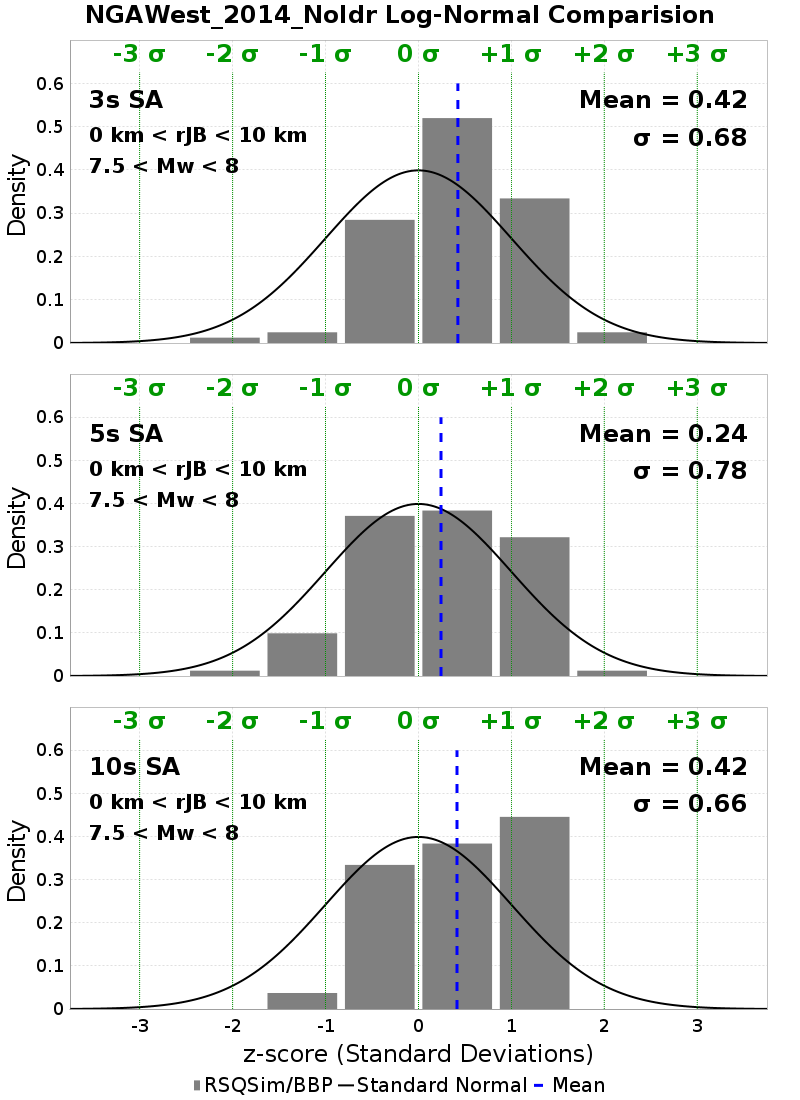 NGAWest_2014_NoIdr Log-Normal Comparision
-3 σ -2 σ -1 σ 0 σ +1 σ +2 σ +3 σ
0.6
3s SA
Mean = 0.42
0.5
0 km < rJB < 10 km
σ = 0.68
7.5 < Mw < 8
0.4
0.3
0.2
0.1
0
Density
-3 σ -2 σ -1 σ 0 σ +1 σ +2 σ +3 σ
0.6
5s SA
Mean = 0.24
0.5
0 km < rJB < 10 km
σ = 0.78
7.5 < Mw < 8
0.4
0.3
0.2
0.1
0
Density
-3 σ -2 σ -1 σ 0 σ +1 σ +2 σ +3 σ
0.6
10s SA
Mean = 0.42
0.5
0 km < rJB < 10 km
σ = 0.66
7.5 < Mw < 8
0.4
0.3
0.2
0.1
0
Density
-3 -2 -1 0 1 2 3
z-score (Standard Deviations)
RSQSim/BBP Standard Normal Mean